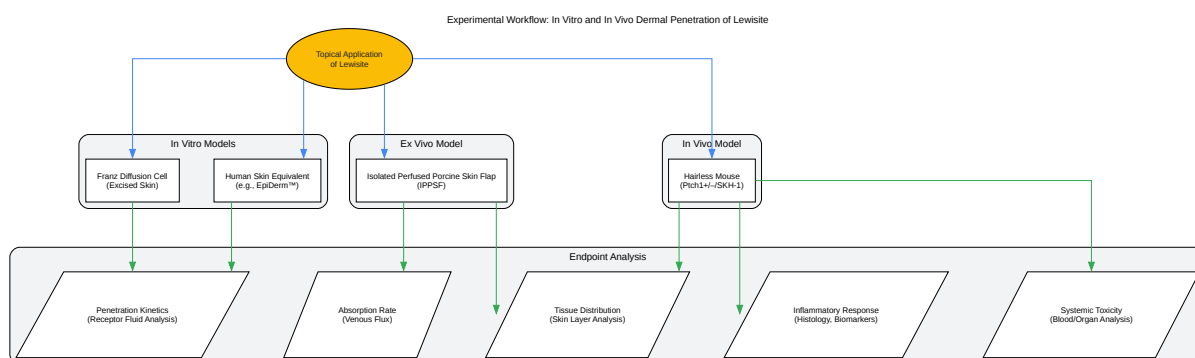 Experimental Workflow: In Vitro and In Vivo Dermal Penetration of Lewisite
Topical Application
of Lewisite
In Vitro Models
Ex Vivo Model
In Vivo Model
Franz Diffusion Cell
(Excised Skin)
Human Skin Equivalent
(e.g., EpiDerm™)
Isolated Perfused Porcine Skin Flap
(IPPSF)
Hairless Mouse
(Ptch1+/−/SKH-1)
Endpoint Analysis
Penetration Kinetics
(Receptor Fluid Analysis)
Absorption Rate
(Venous Flux)
Tissue Distribution
(Skin Layer Analysis)
Inflammatory Response
(Histology, Biomarkers)
Systemic Toxicity
(Blood/Organ Analysis)